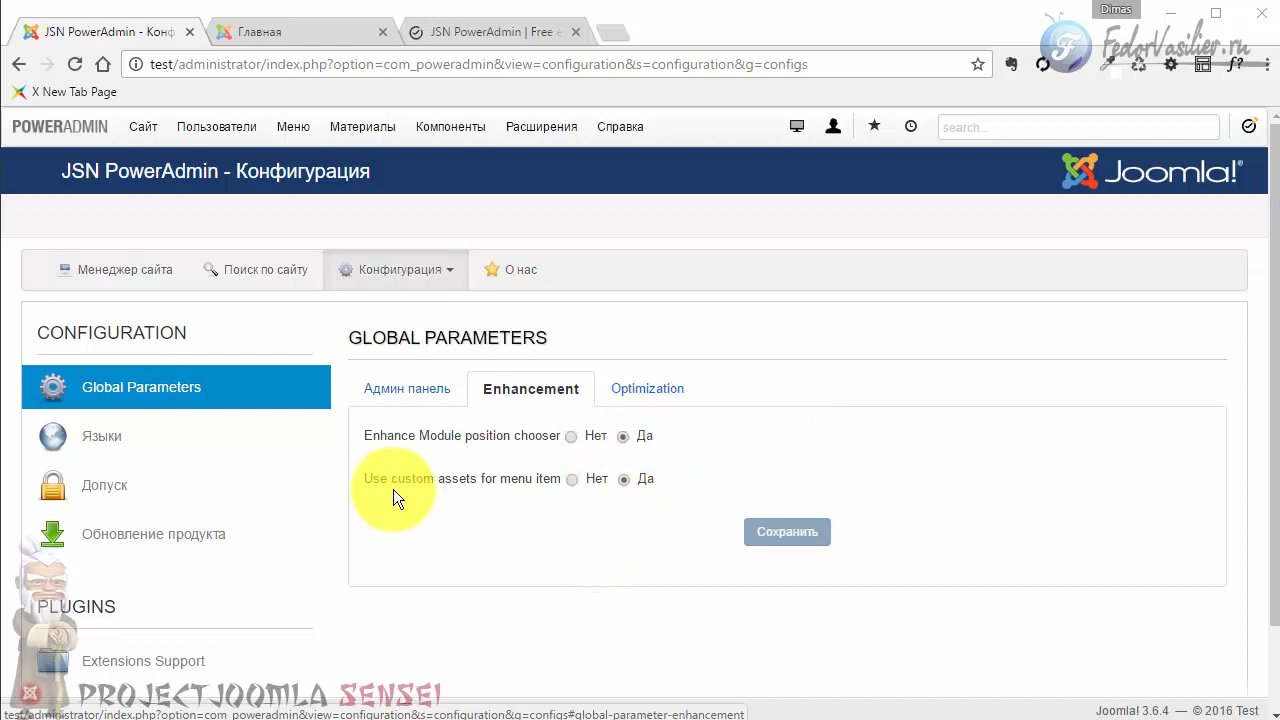 Dimas
JSN PowerAdmin - Кон
Главная
JSN PowerAdmin | Free
FedorVasilier.ru
test/administrator/index.php?option=com_poweradmin&view=configuration&s=configuration&g=configs
X New Tab Page
POWERADMIN Сайт Пользователи Меню Материалы Компоненты Расширения Справка search...
JSN PowerAdmin - Конфигурация
Joomla!®
Менеджер сайта Поиск по сайту Конфигурация О нас
CONFIGURATION
Global Parameters
Языки
Допуск
Обновление продукта
PLUGINS
Extensions Support
GLOBAL PARAMETERS
Админ панель Enhancement Optimization
Enhance Module position chooser Нет Да
Use custom assets for menu item Нет Да
Сохранить
PROJECTJOOMLA SENSEI
test/administrator/index.php?option=com_poweradmin&view=configuration&s=configuration&g=configs#global-parameter-enhancement
Joomla! 3.6.4 — © 2016 Test